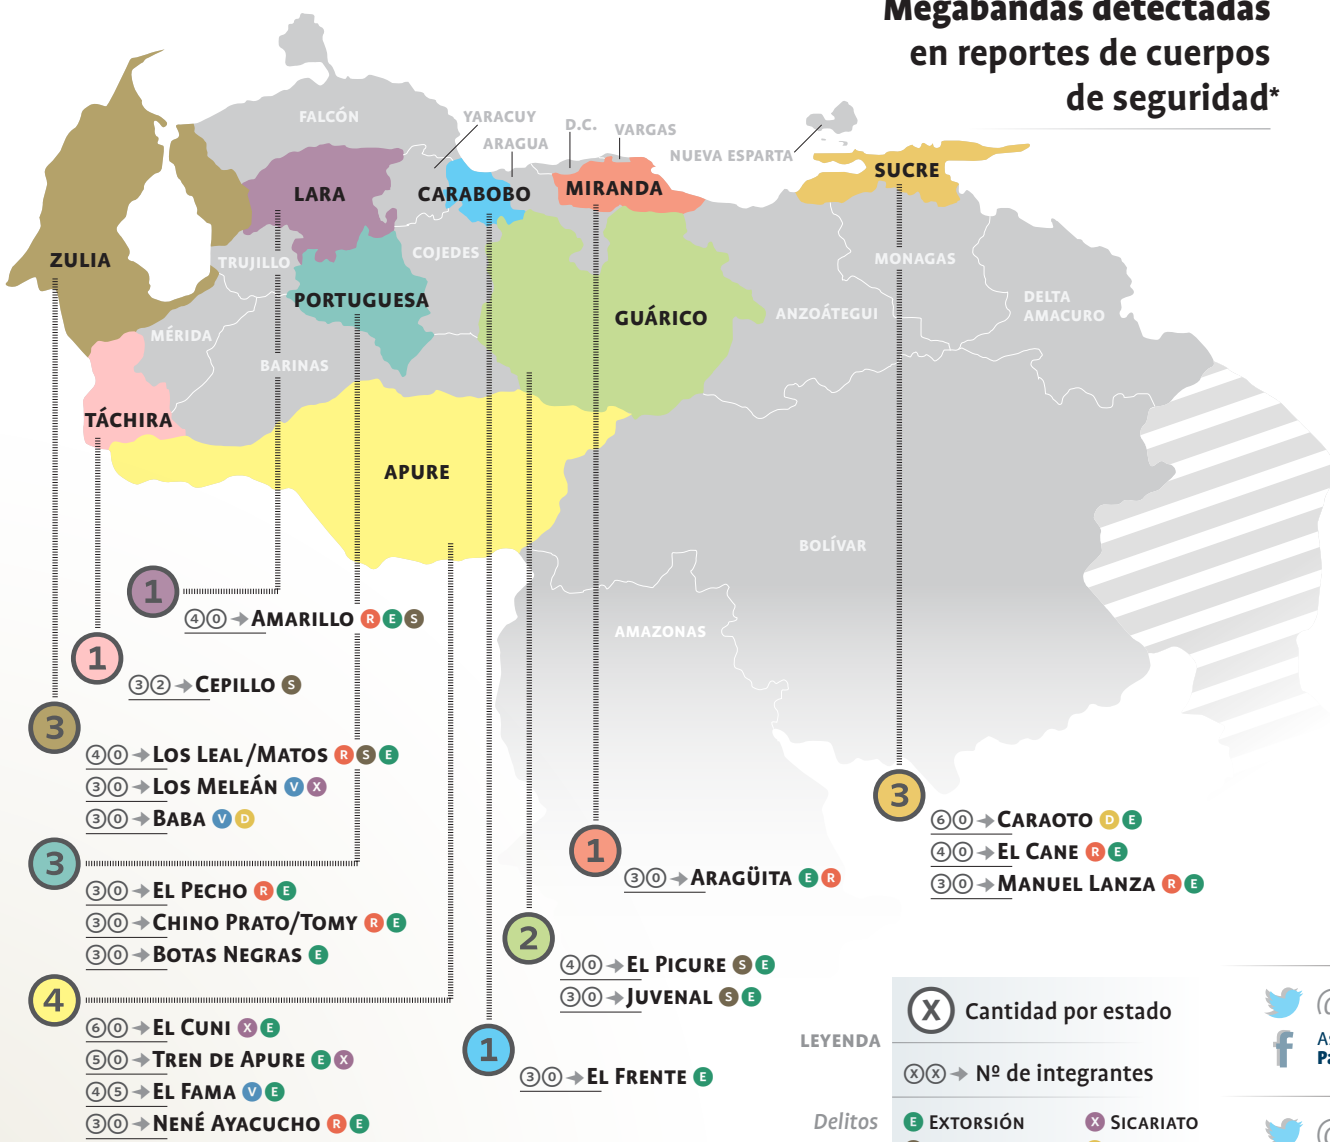 Megabandas detectadas
en reportes de cuerpos
de seguridad*
FALCÓN
YARACUY
ARAGUA
D.C.
VARGAS
NUEVA ESPARTA
SUCRE
LARA
CARABOBO
MIRANDA
ZULIA
TRUJILLO
COJEDES
MONAGAS
PORTUGUESA
GUÁRICO
ANZOÁTEGUI
DELTA
AMACURO
MÉRIDA
BARINAS
TÁCHIRA
APURE
BOLÍVAR
AMAZONAS
1
40 → AMARILLO R E S
1
32 → CEPILLO S
3
40 → LOS LEAL/MATOS R S E
30 → LOS MELEÁN V X
30 → BABA V D
3
30 → EL PECHO R E
30 → CHINO PRATO/TOMY R E
30 → BOTAS NEGRAS E
4
60 → EL CUNI X E
50 → TREN DE APURE E X
45 → EL FAMA V E
30 → NENÉ AYACUCHO R E
1
30 → EL FRENTE E
2
40 → EL PICURE S E
30 → JUVENAL S E
1
30 → ARAGÜITA E R
3
60 → CARAOTO D E
40 → EL CANE R E
30 → MANUEL LANZA R E
LEYENDA
X Cantidad por estado
XX → Nº de integrantes
Delitos
E EXTORSIÓN
X SICARIATO